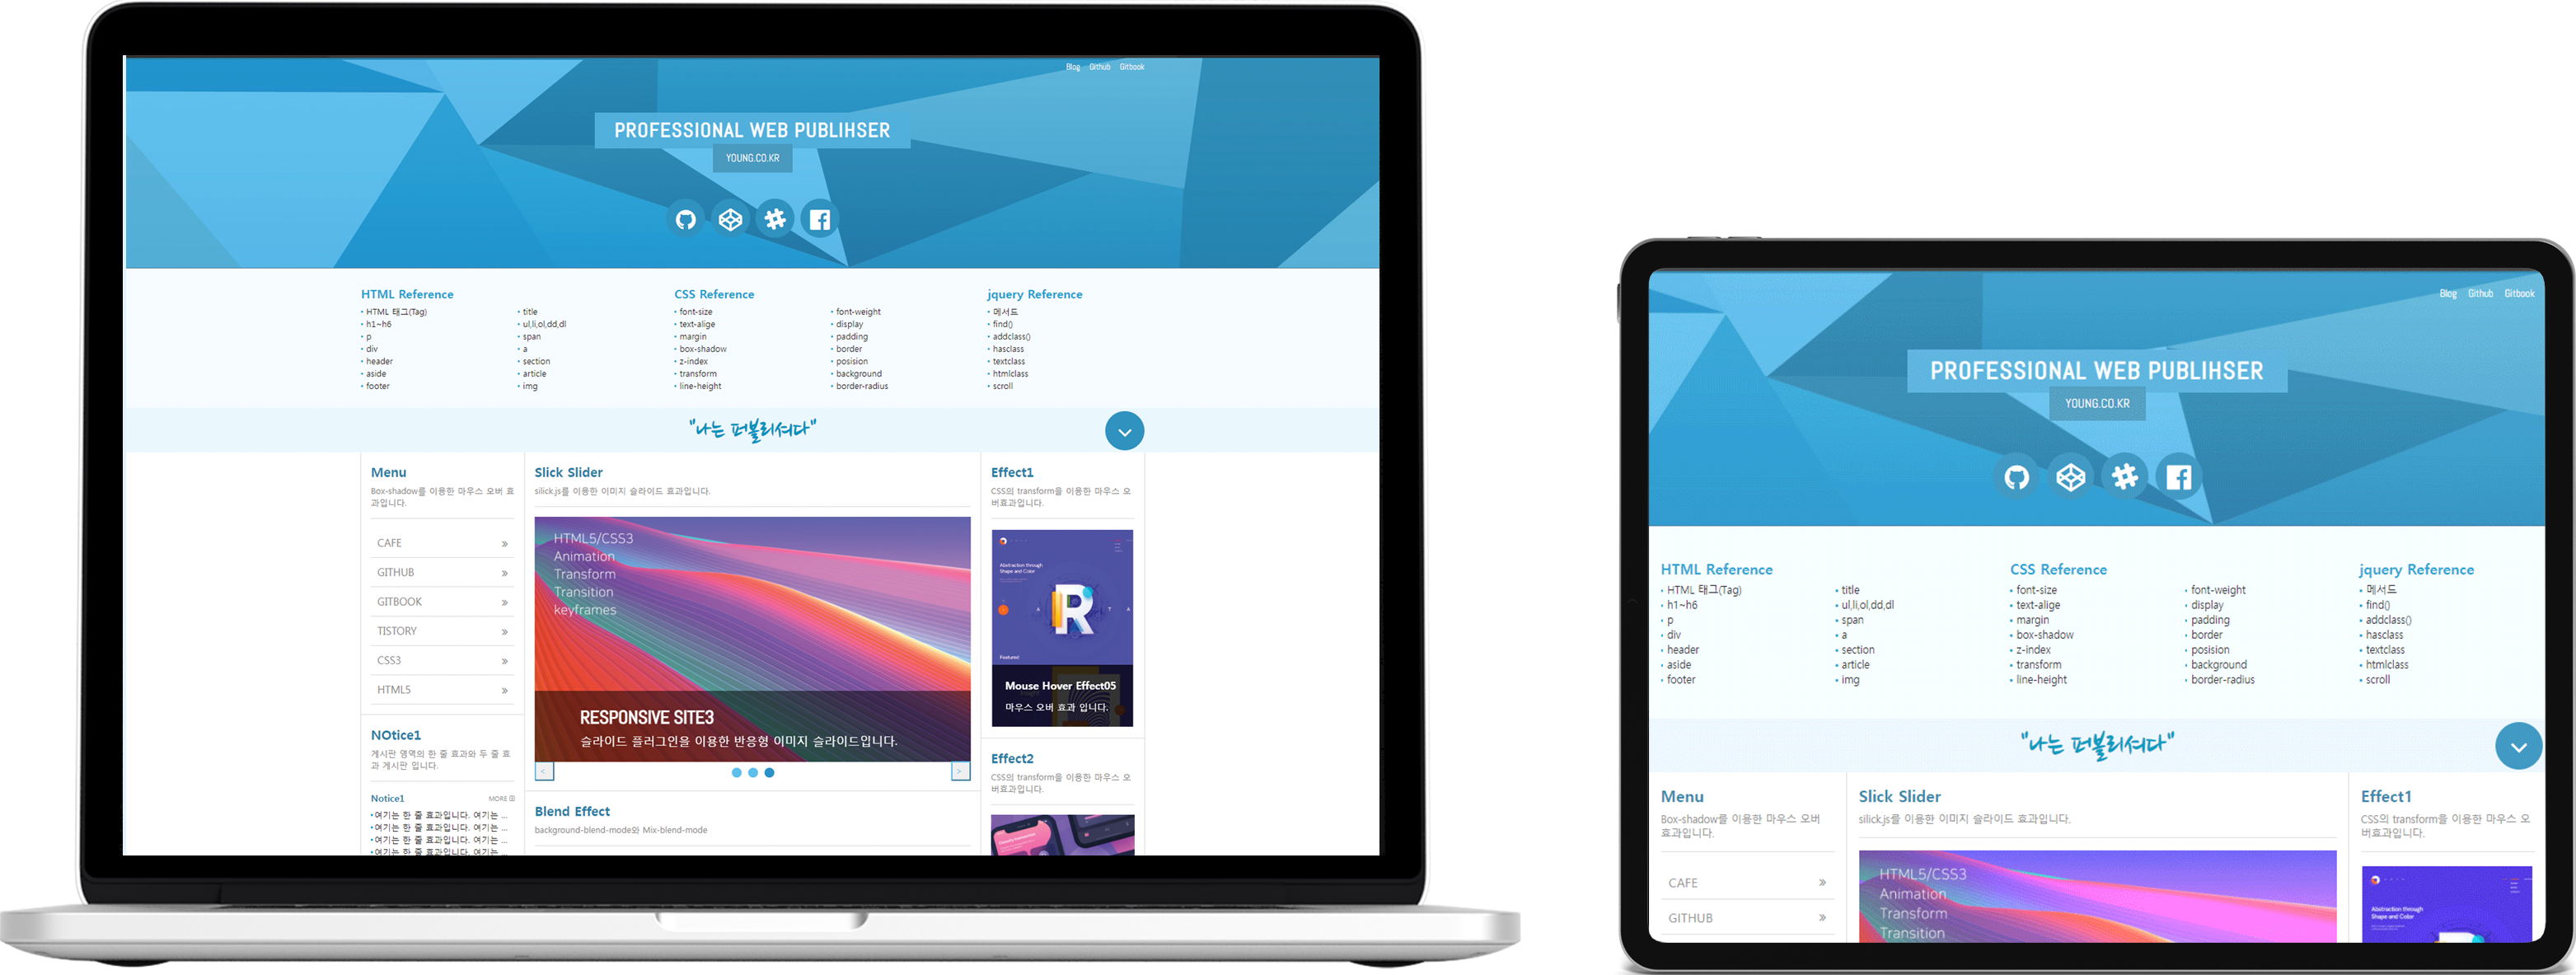 Blog Github Gitbook
PROFESSIONAL WEB PUBLIHSER
YOUNG.CO.KR
HTML Reference
HTML 태그(Tag)
h1~h6
p
div
header
aside
footer
title
ul,li,ol,dd,dl
span
a
section
article
img
CSS Reference
font-size
text-alige
margin
box-shadow
z-index
transform
line-height
font-weight
display
padding
border
posision
background
border-radius
jquery Reference
메서드
find()
addclass()
hasclass
textclass
htmlclass
scroll
"나는 퍼블리셔다"
Menu
Box-shadow를 이용한 마우스 오버 효
과입니다.
CAFE »
GITHUB »
GITBOOK »
TISTORY »
CSS3 »
HTML5 »
NOtice1
게시판 영역의 한 줄 효과와 두 줄 효
과 게시판 입니다.
Notice1 MORE
여기는 한 줄 효과입니다. 여기는 ...
여기는 한 줄 효과입니다. 여기는 ...
여기는 한 줄 효과입니다. 여기는 ...
여기는 한 줄 효과입니다. 여기는 ...
Slick Slider
silick.js를 이용한 이미지 슬라이드 효과입니다.
HTML5/CSS3
Animation
Transform
Transition
keyframes
RESPONSIVE SITE3
슬라이드 플러그인을 이용한 반응형 이미지 슬라이드입니다.
< >
Blend Effect
background-blend-mode와 Mix-blend-mode
Effect1
CSS의 transform을 이용한 마우스 오
버효과입니다.
Abstraction through
Shape and Color
A R T A
Featured
Mouse Hover Effect05
마우스 오버 효과 입니다.
Effect2
CSS의 transform을 이용한 마우스 오
버효과입니다.
Blog Github Gitbook
PROFESSIONAL WEB PUBLIHSER
YOUNG.CO.KR
HTML Reference
HTML 태그(Tag)
h1~h6
p
div
header
aside
footer
title
ul,li,ol,dd,dl
span
a
section
article
img
CSS Reference
font-size
text-alige
margin
box-shadow
z-index
transform
line-height
font-weight
display
padding
border
posision
background
border-radius
jquery Reference
메서드
find()
addclass()
hasclass
textclass
htmlclass
scroll
"나는 퍼블리셔다"
Menu
Box-shadow를 이용한 마우스 오버
효과입니다.
CAFE »
GITHUB »
Slick Slider
silick.js를 이용한 이미지 슬라이드 효과입니다.
HTML5/CSS3
Animation
Transform
Transition
Effect1
CSS의 transform을 이용한 마우스 오
버효과입니다.
Abstraction through
Shape and Color